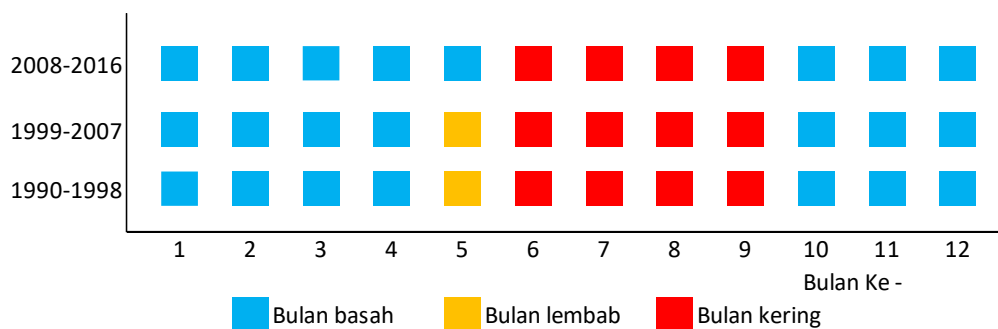 2008-2016
1999-2007
1990-1998
1 2 3 4 5 6 7 8 9 10 11 12
Bulan Ke -
Bulan basah Bulan lembab Bulan kering